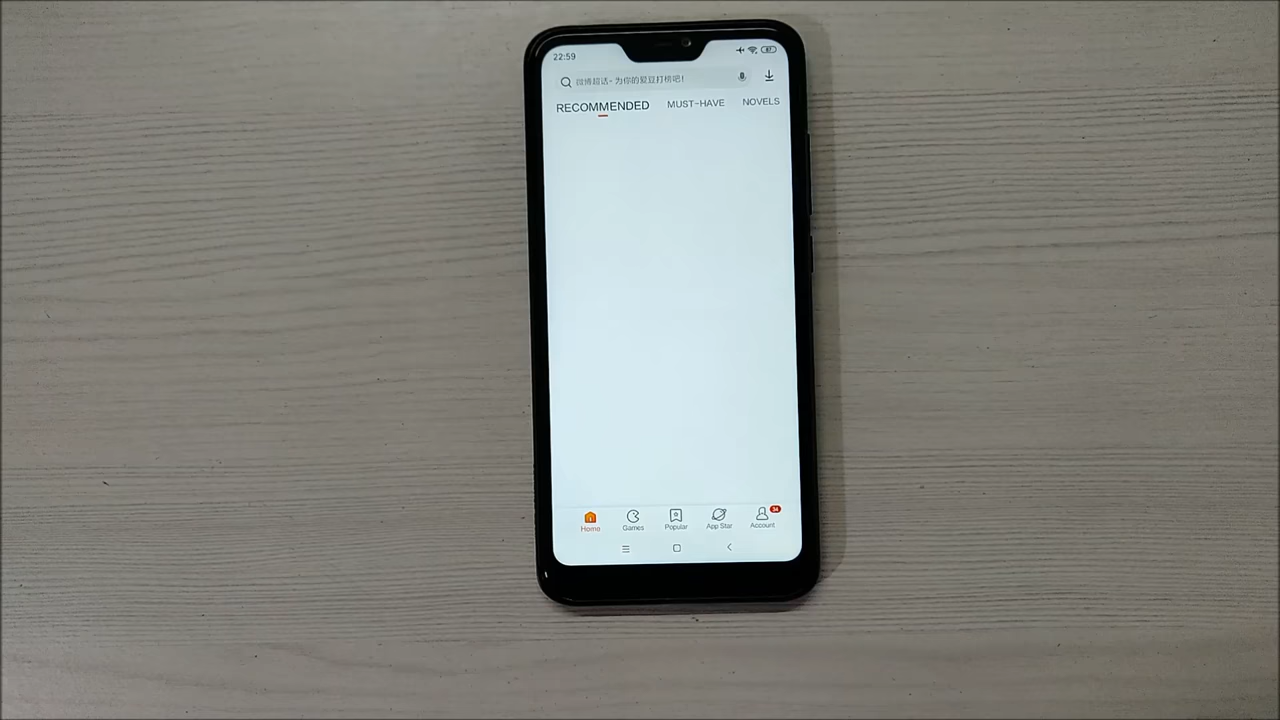 22:59
87
微博超话- 为你的爱豆打榜吧!
RECOMMENDED MUST-HAVE NOVELS
34
Home Games Popular App Star Account